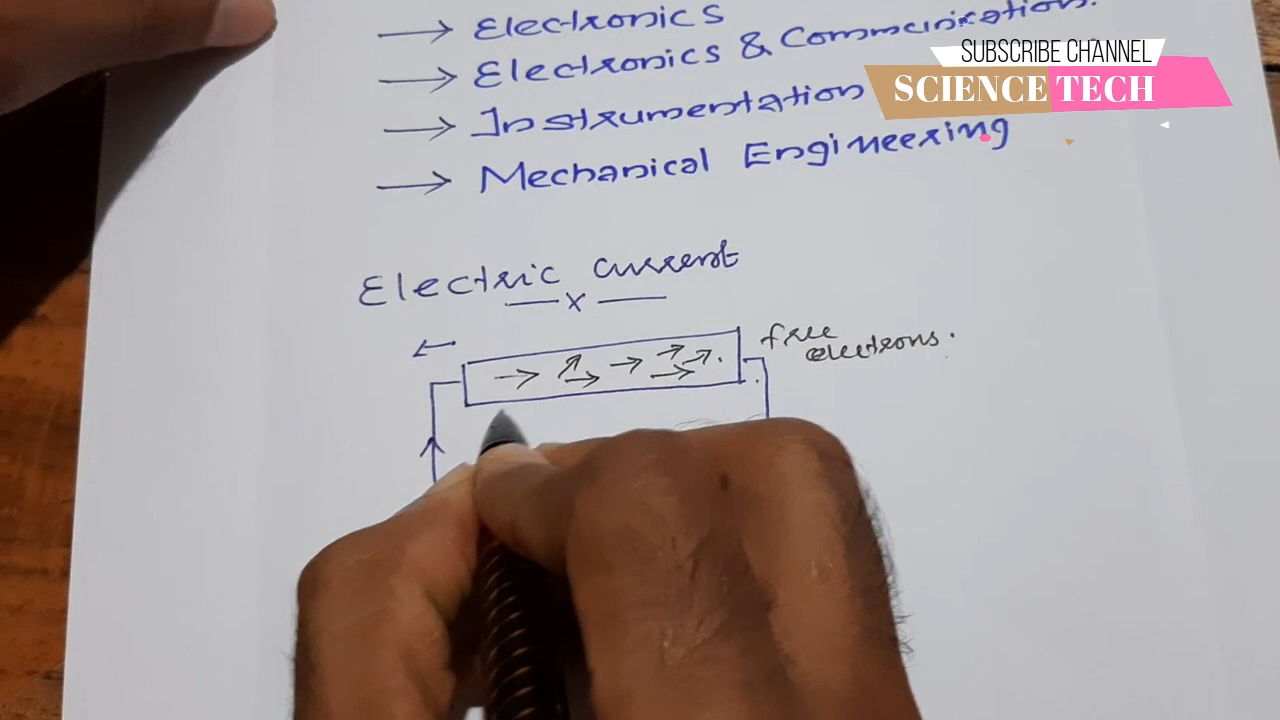 → Electronics
→ Electronics & Communication.
→ Instrumentation
→ Mechanical Engineering
SUBSCRIBE CHANNEL
SCIENCE TECH
Electric current
free
electrons.